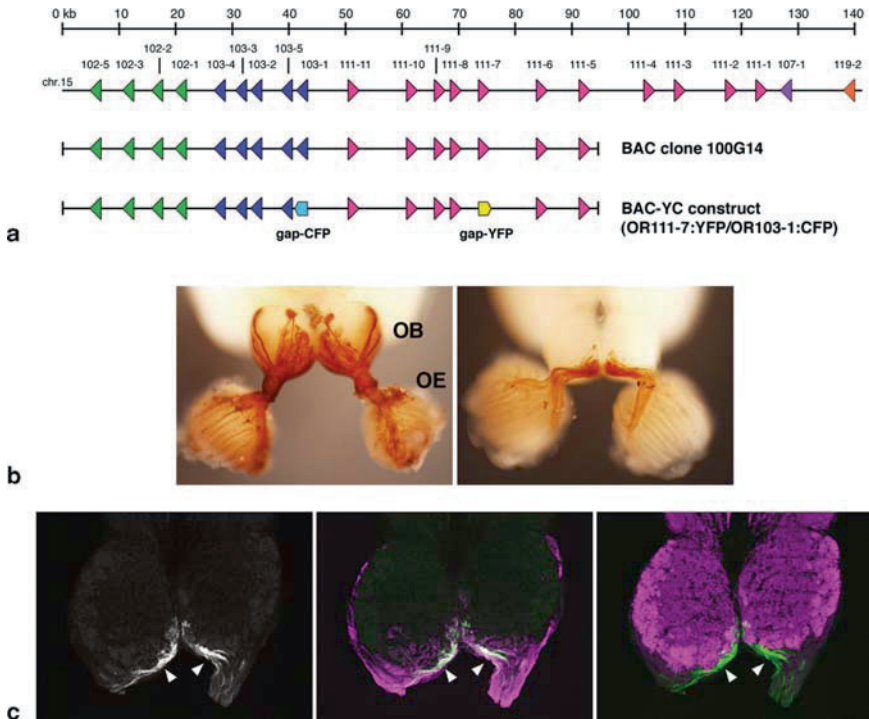 0 kb 10 20 30 40 50 60 70 80 90 100 110 120 130 140
102-2 103-3 103-5 111-9
102-5 102-3 102-1 103-4 103-2 103-1 111-11 111-10 111-8 111-7 111-6 111-5 111-4 111-3 111-2 111-1 107-1 119-2
chr.15
BAC clone 100G14
BAC-YC construct
(OR111-7:YFP/OR103-1:CFP)
gap-CFP gap-YFP
a
OB
OE
b
c